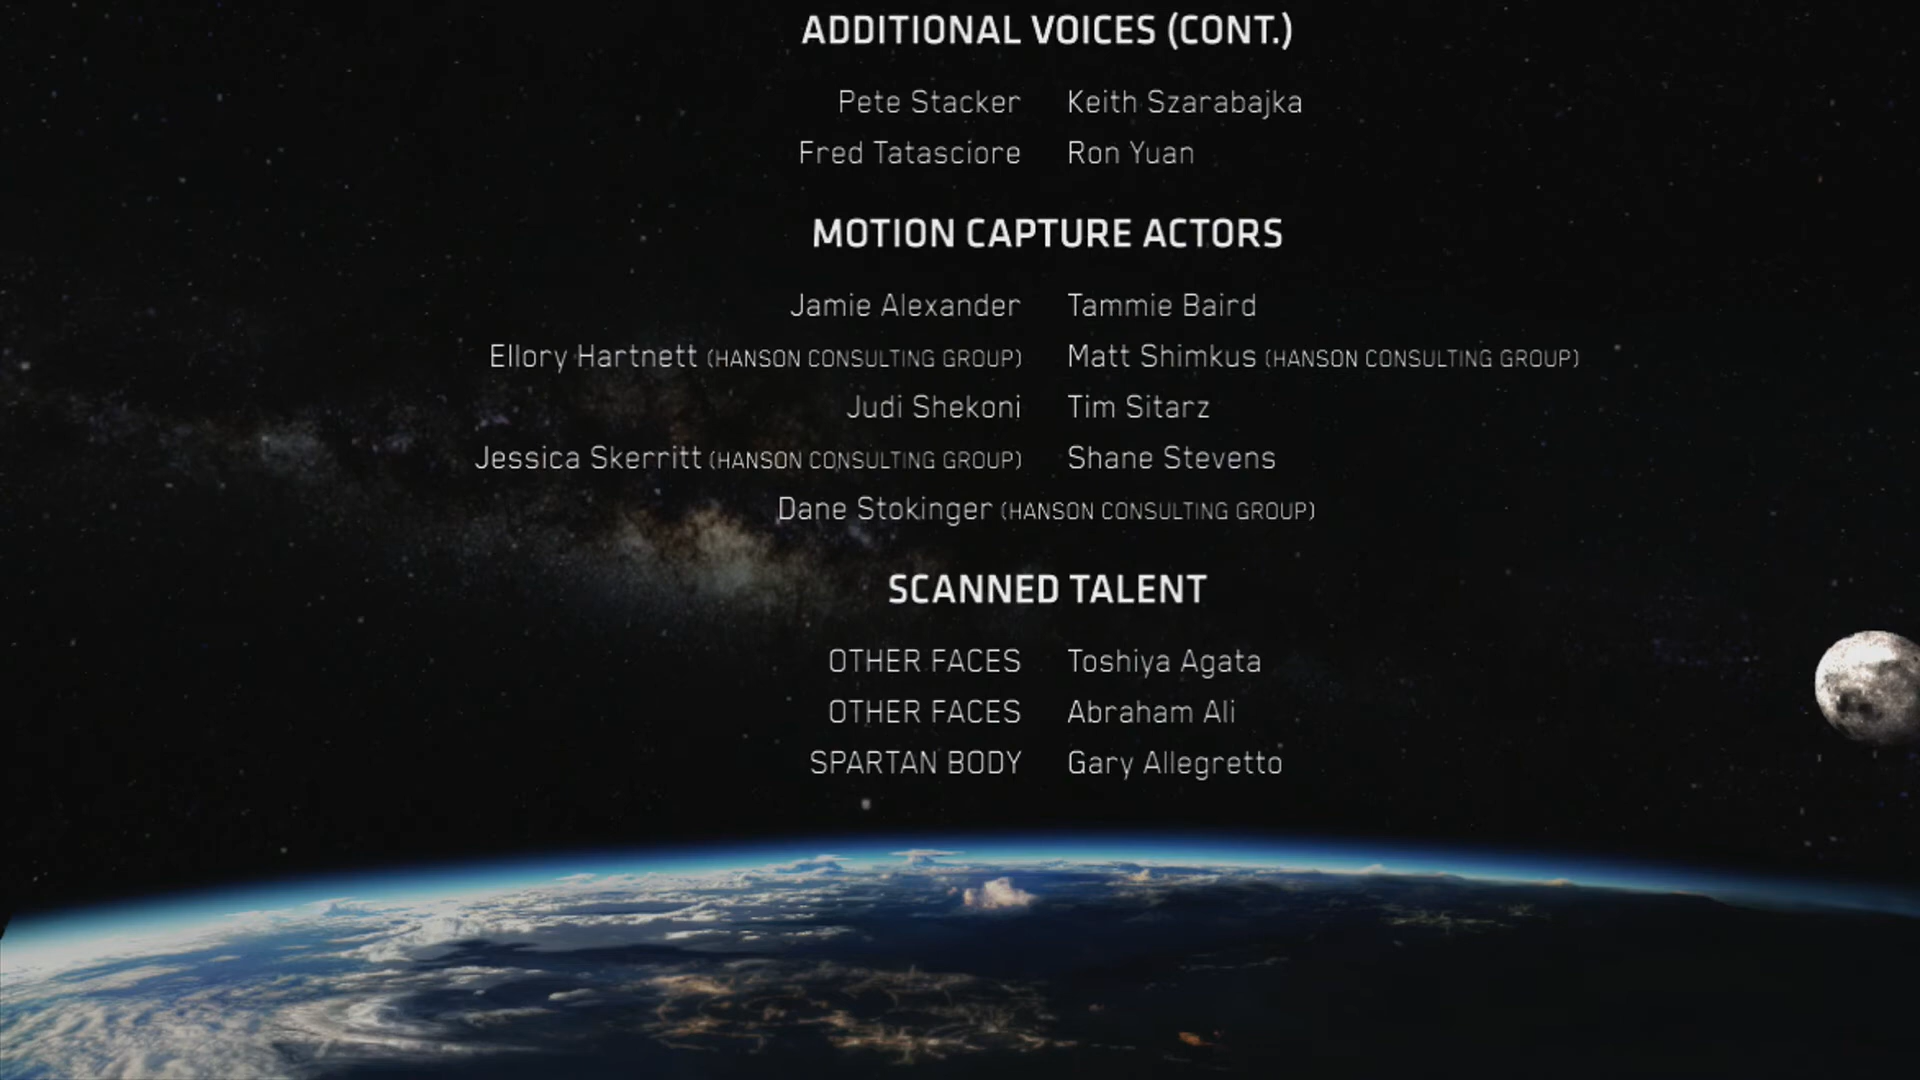 ADDITIONAL VOICES (CONT.)
Pete Stacker Keith Szarabajka
Fred Tatasciore Ron Yuan
MOTION CAPTURE ACTORS
Jamie Alexander Tammie Baird
Ellory Hartnett (HANSON CONSULTING GROUP) Matt Shimkus (HANSON CONSULTING GROUP)
Judi Shekoni Tim Sitarz
Jessica Skerritt (HANSON CONSULTING GROUP) Shane Stevens
Dane Stokinger (HANSON CONSULTING GROUP)
SCANNED TALENT
OTHER FACES Toshiya Agata
OTHER FACES Abraham Ali
SPARTAN BODY Gary Allegretto